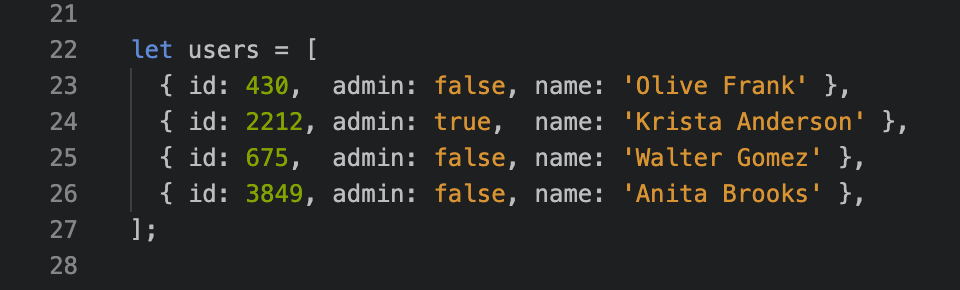 21
22 let users = [
23 { id: 430,  admin: false, name: 'Olive Frank' },
24 { id: 2212, admin: true,  name: 'Krista Anderson' },
25 { id: 675,  admin: false, name: 'Walter Gomez' },
26 { id: 3849, admin: false, name: 'Anita Brooks' },
27 ];
28